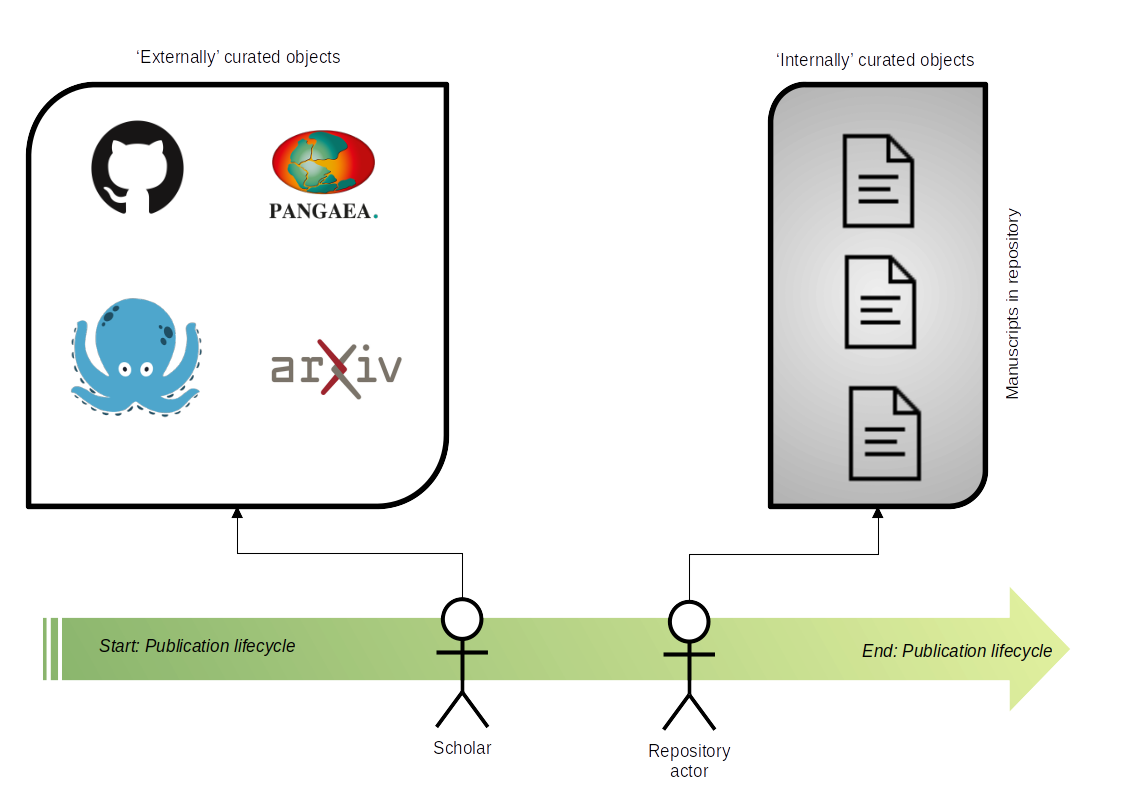 ‘Externally’ curated objects
‘Internally’ curated objects
PANGAEA.
arXiv
Manuscripts in repository
Start: Publication lifecycle
End: Publication lifecycle
Scholar
Repository
actor